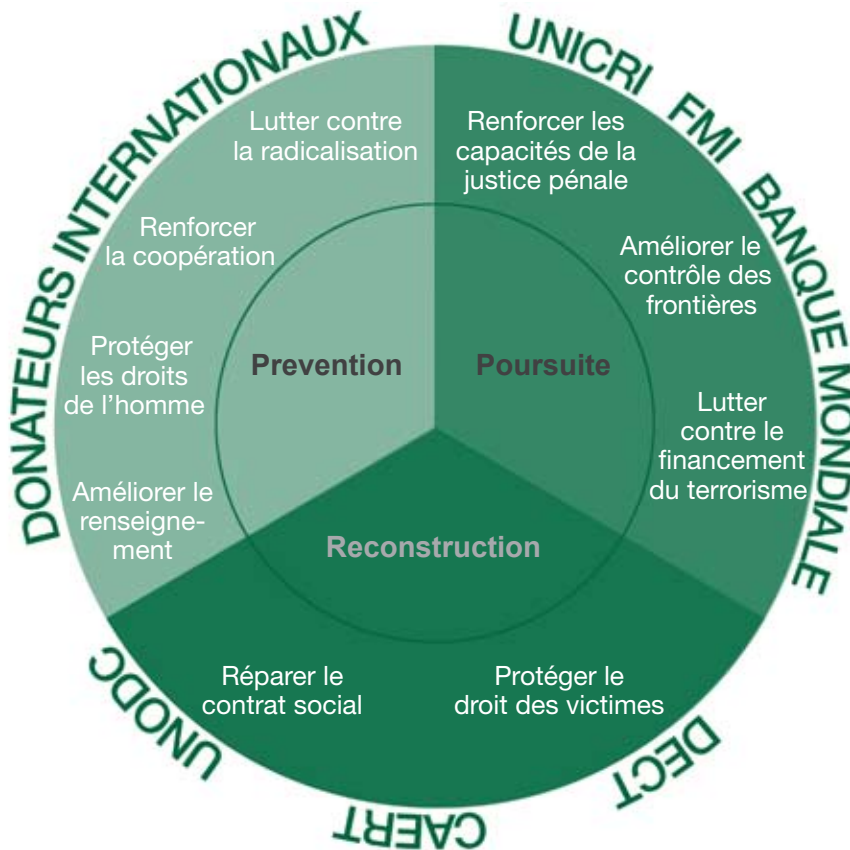 DONATEURS INTERNATIONAUX
UNICRI FMI BANQUE MONDIALE
Lutter contre
la radicalisation
Renforcer
la coopération
Protéger
les droits
de l’homme
Améliorer le
renseigne-
ment
Prevention
Renforcer les
capacités de la
justice pénale
Améliorer le
contrôle des
frontières
Lutter
contre le
financement
du terrorisme
Poursuite
Reconstruction
Réparer le
contrat social
Protéger le
droit des victimes
UNODC
CAERT
DECT